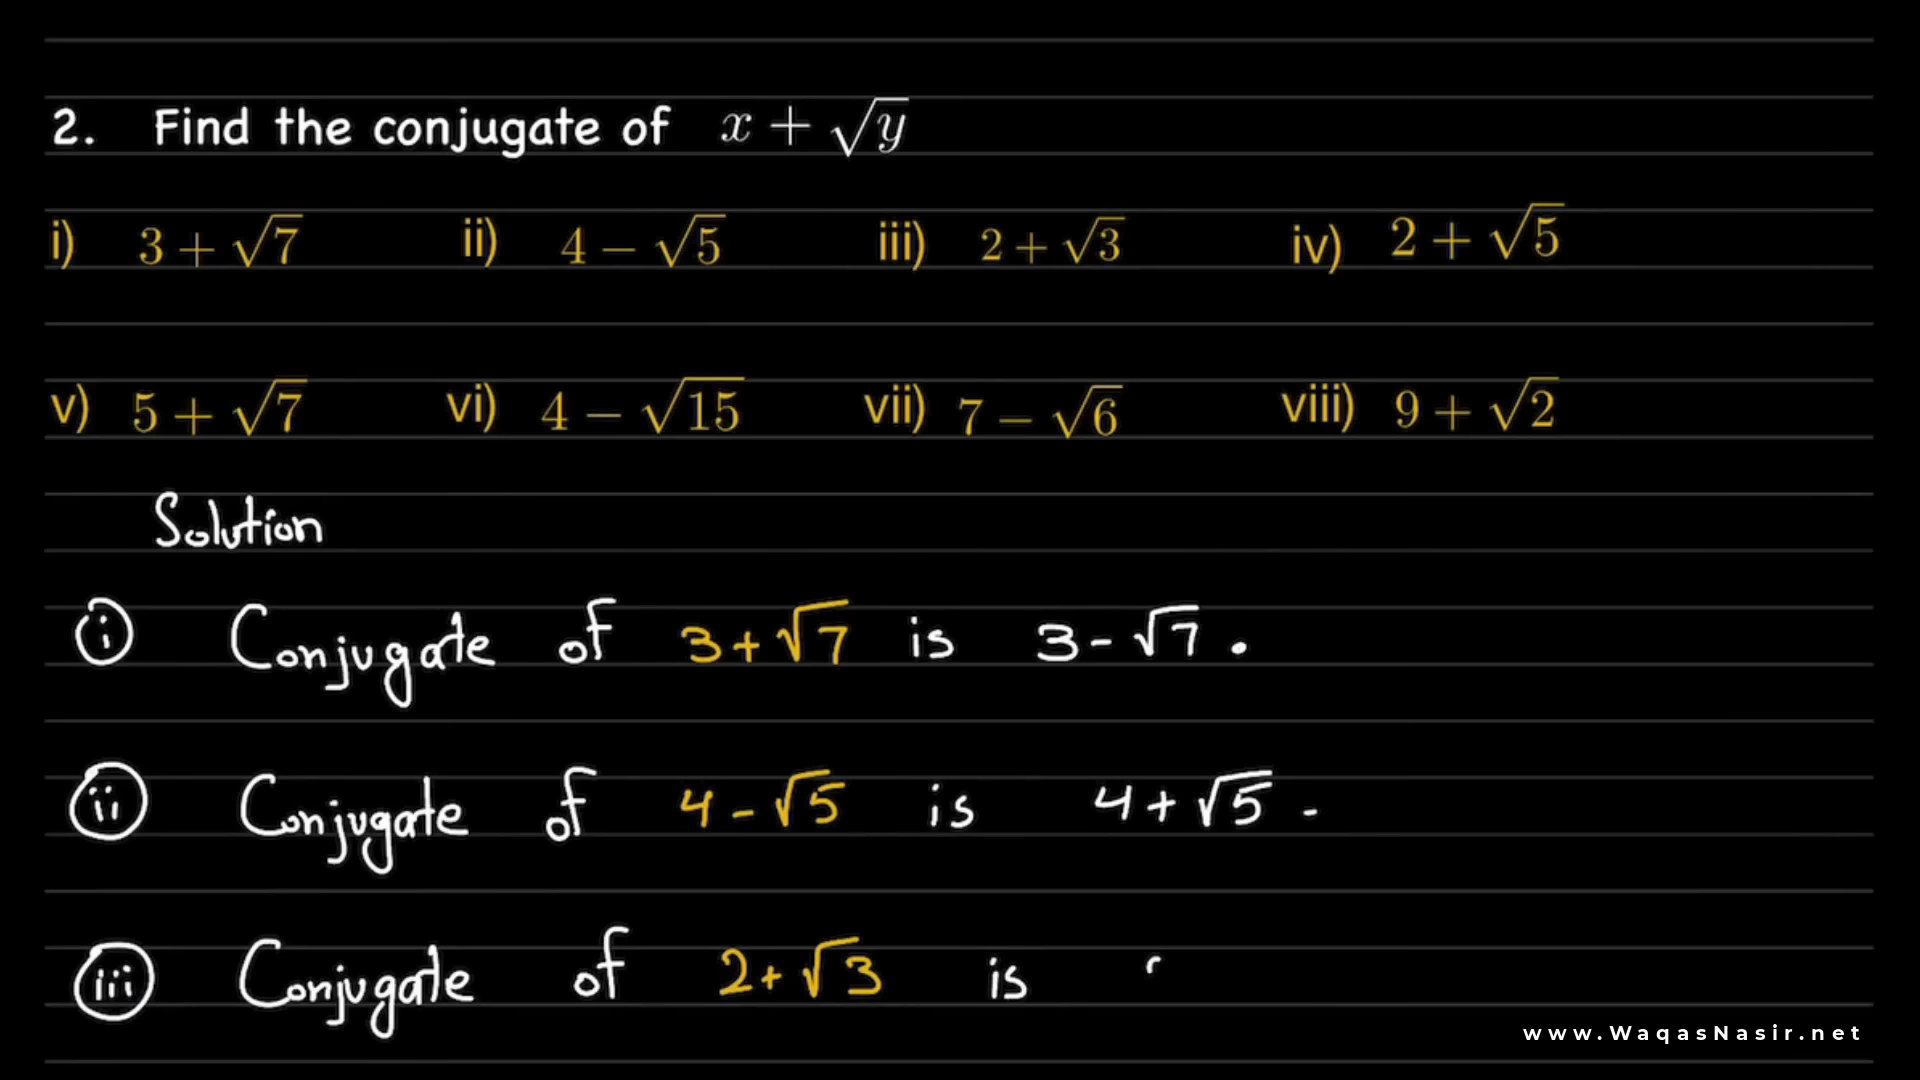 2. Find the conjugate of x + √y
i) 3 + √7 ii) 4 − √5 iii) 2 + √3 iv) 2 + √5
v) 5 + √7 vi) 4 − √15 vii) 7 − √6 viii) 9 + √2
Solution
i Conjugate of 3+√7 is 3-√7.
ii Conjugate of 4-√5 is 4+√5.
iii Conjugate of 2+√3 is
www.WaqasNasir.net